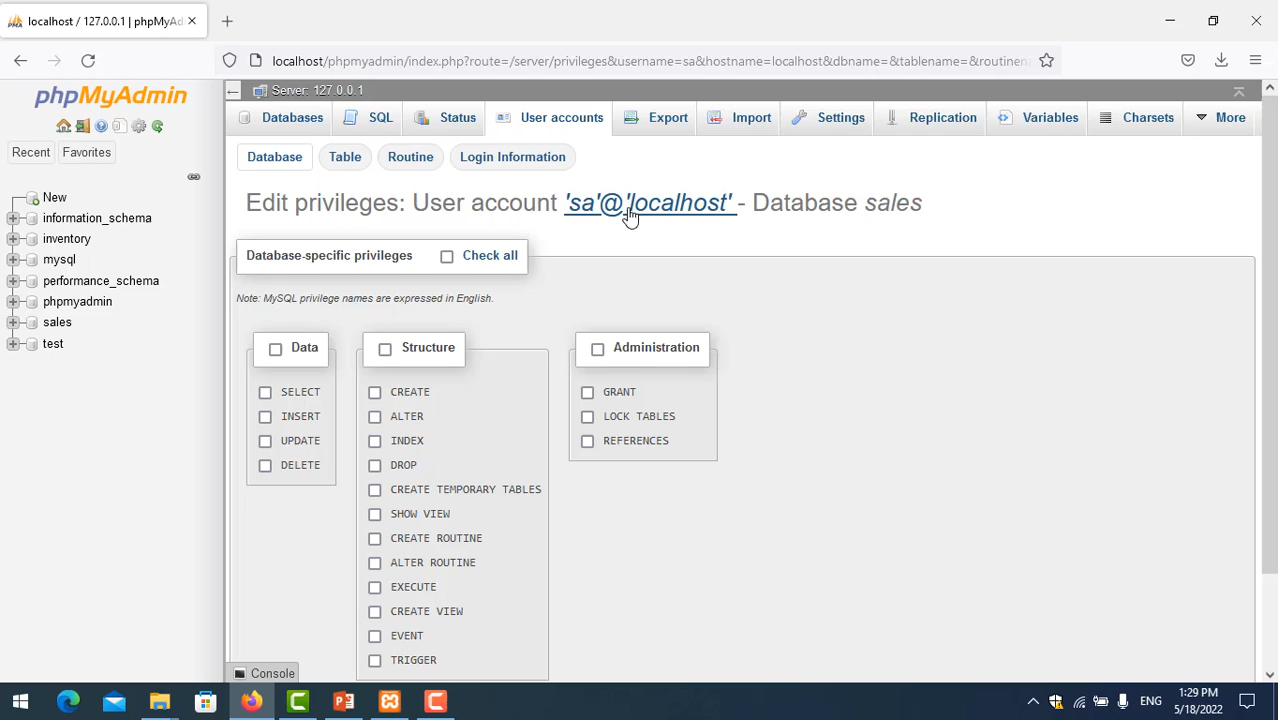 localhost / 127.0.0.1 | phpMyAd
localhost/phpmyadmin/index.php?route=/server/privileges&username=sa&hostname=localhost&dbname=&tablename=&routinen
phpMyAdmin
Recent Favorites
New
information_schema
inventory
mysql
performance_schema
phpmyadmin
sales
test
Server: 127.0.0.1
Databases SQL Status User accounts Export Import Settings Replication Variables Charsets More
Database Table Routine Login Information
Edit privileges: User account 'sa'@'localhost' - Database sales
Database-specific privileges Check all
Note: MySQL privilege names are expressed in English.
Data
SELECT
INSERT
UPDATE
DELETE
Structure
CREATE
ALTER
INDEX
DROP
CREATE TEMPORARY TABLES
SHOW VIEW
CREATE ROUTINE
ALTER ROUTINE
EXECUTE
CREATE VIEW
EVENT
TRIGGER
Administration
GRANT
LOCK TABLES
REFERENCES
Console
ENG
1:29 PM
5/18/2022